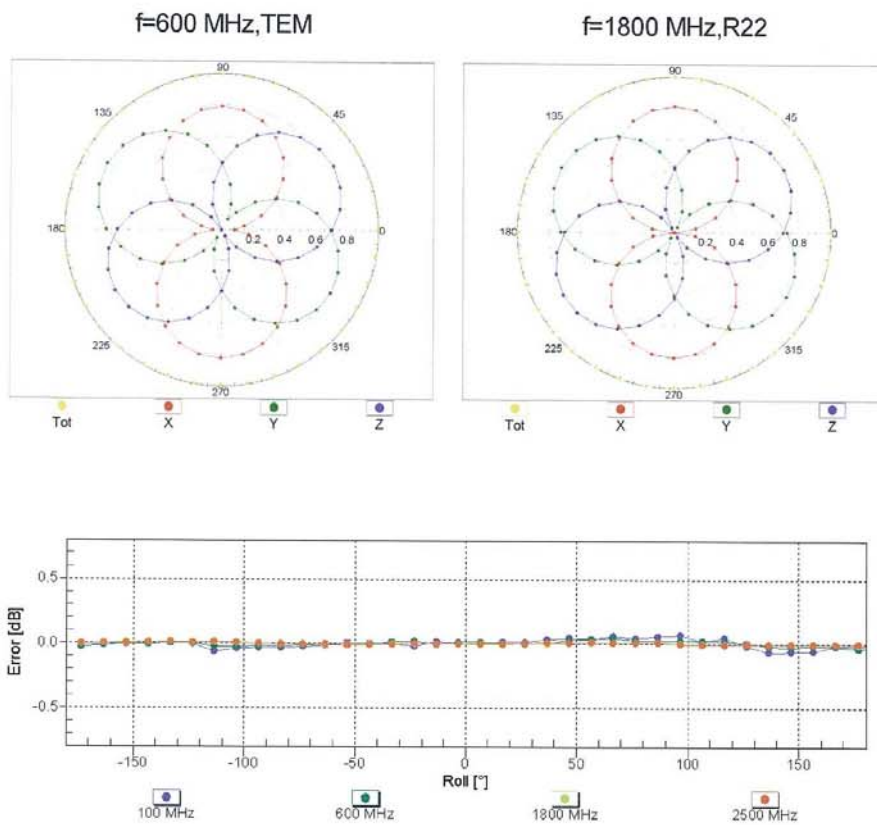 f=600 MHz,TEM
f=1800 MHz,R22
90
135
45
180
0.2 0.4 0.6 0.8
0
225
315
270
Tot X Y Z
90
135
45
180
0.2 0.4 0.6 0.8
0
225
315
270
Tot X Y Z
Error [dB]
0.5
0.0
-0.5
-150 -100 -50 0 50 100 150
Roll [°]
100 MHz 600 MHz 1800 MHz 2500 MHz